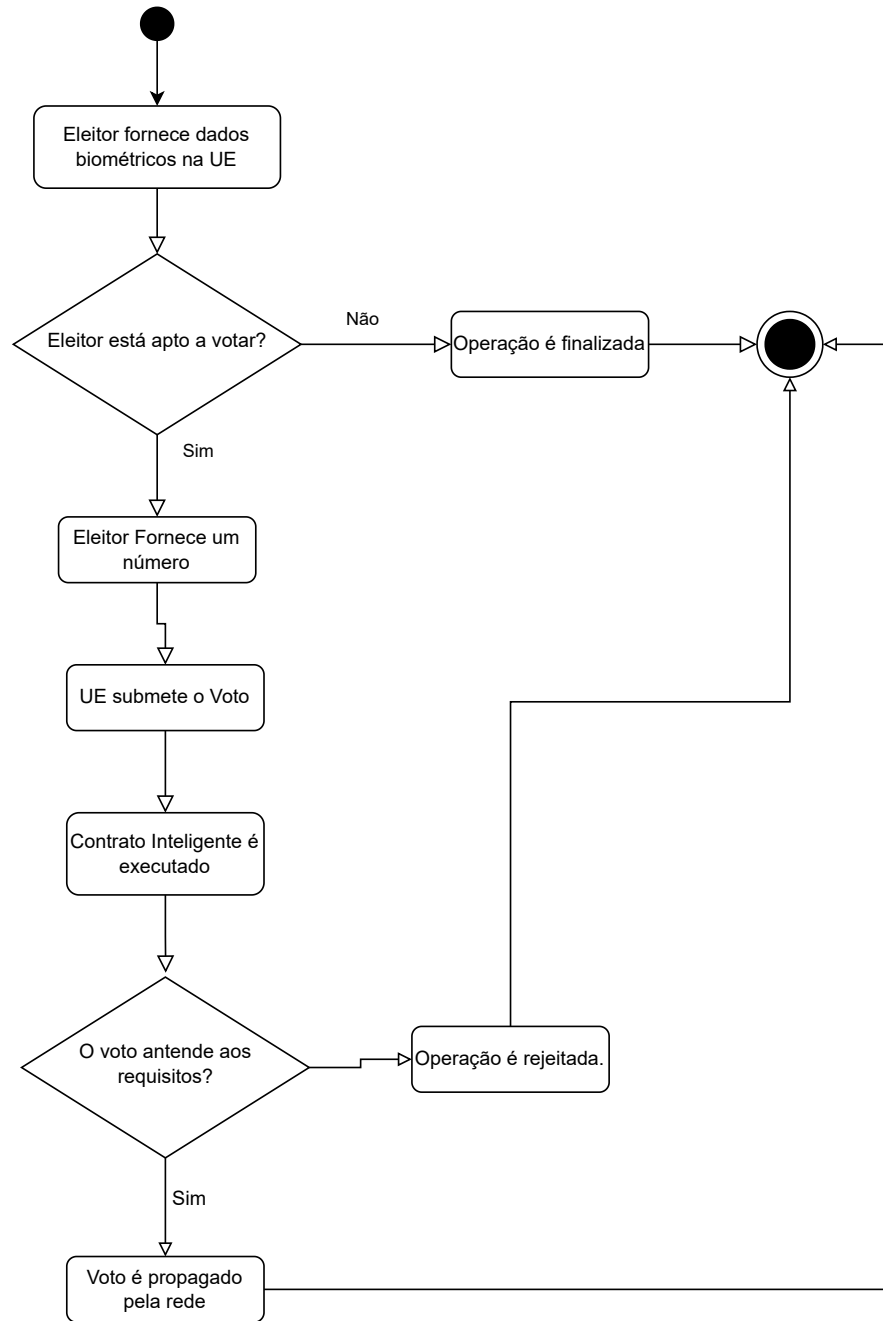 Eleitor fornece dados
biométricos na UE
Eleitor está apto a votar?
Não
Operação é finalizada
Sim
Eleitor Fornece um
número
UE submete o Voto
Contrato Inteligente é
executado
O voto antende aos
requisitos?
Operação é rejeitada.
Sim
Voto é propagado
pela rede